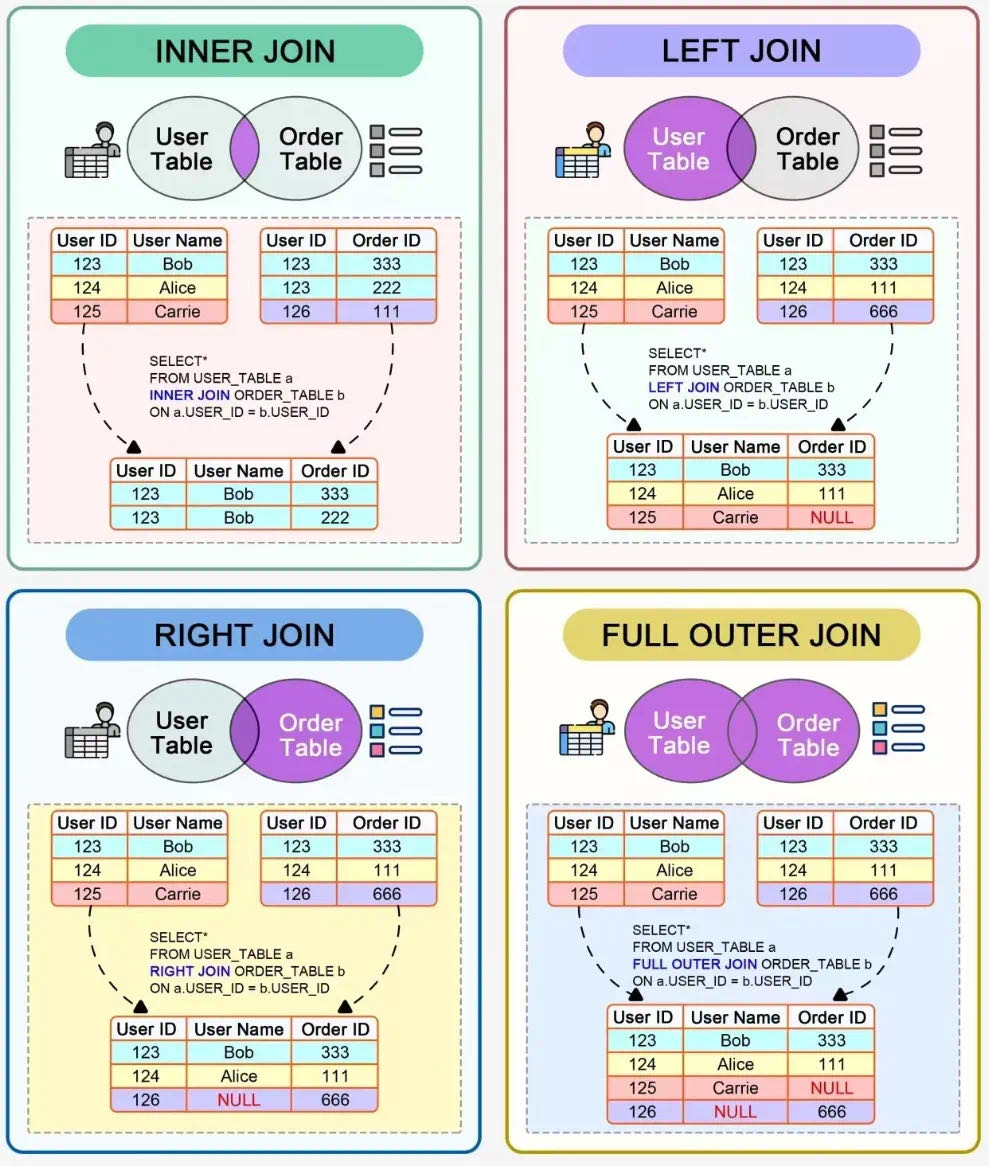 INNER JOIN
User Table
Order Table
User ID User Name
123 Bob
124 Alice
125 Carrie
User ID Order ID
123 333
123 222
126 111
SELECT*
FROM USER_TABLE a
INNER JOIN ORDER_TABLE b
ON a.USER_ID = b.USER_ID
User ID User Name Order ID
123 Bob 333
123 Bob 222
LEFT JOIN
User Table
Order Table
User ID User Name
123 Bob
124 Alice
125 Carrie
User ID Order ID
123 333
124 111
126 666
SELECT*
FROM USER_TABLE a
LEFT JOIN ORDER_TABLE b
ON a.USER_ID = b.USER_ID
User ID User Name Order ID
123 Bob 333
124 Alice 111
125 Carrie NULL
RIGHT JOIN
User Table
Order Table
User ID User Name
123 Bob
124 Alice
125 Carrie
User ID Order ID
123 333
124 111
126 666
SELECT*
FROM USER_TABLE a
RIGHT JOIN ORDER_TABLE b
ON a.USER_ID = b.USER_ID
User ID User Name Order ID
123 Bob 333
124 Alice 111
126 NULL 666
FULL OUTER JOIN
User Table
Order Table
User ID User Name
123 Bob
124 Alice
125 Carrie
User ID Order ID
123 333
124 111
126 666
SELECT*
FROM USER_TABLE a
FULL OUTER JOIN ORDER_TABLE b
ON a.USER_ID = b.USER_ID
User ID User Name Order ID
123 Bob 333
124 Alice 111
125 Carrie NULL
126 NULL 666